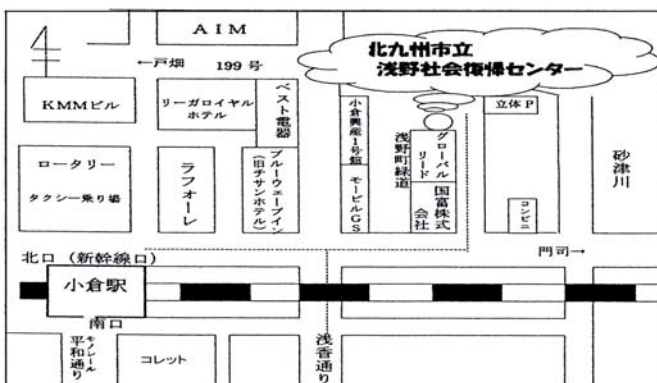 AIM
北九州市立
浅野社会復帰センター
←戸畑 199号
KMMビル
リーガロイヤル
ホテル
ベスト電器
小倉興産1号館
浅野町緑道
グローバル
リード
立体P
ロータリー
タクシー乗り場
ラフォーレ
ブルーウェーブイン
(旧チサンホテル)
モービルGS
国富株式
会社
コンビニ
砂津川
北口（新幹線口）
門司→
小倉駅
南口
モノレール
平和通り
コレット
浅香通り